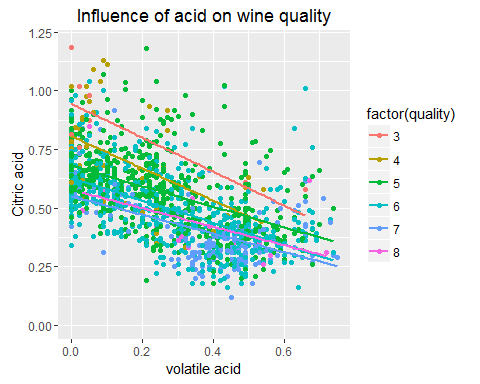 Influence of acid on wine quality
1.25
1.00
0.75
0.50
0.25
0.00
Citric acid
0.0 0.2 0.4 0.6
volatile acid
factor(quality)
3
4
5
6
7
8